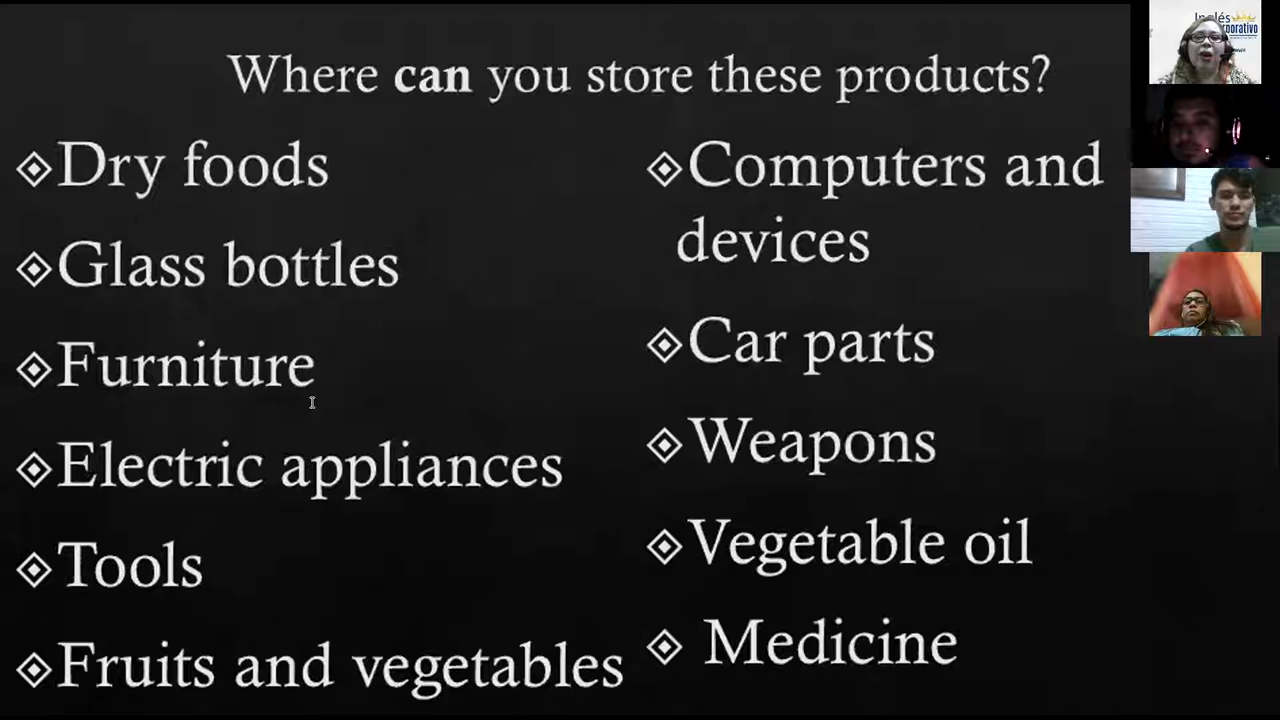 Where can you store these products?
Dry foods
Glass bottles
Furniture
Electric appliances
Tools
Fruits and vegetables
Computers and
devices
Car parts
Weapons
Vegetable oil
Medicine
Inglés